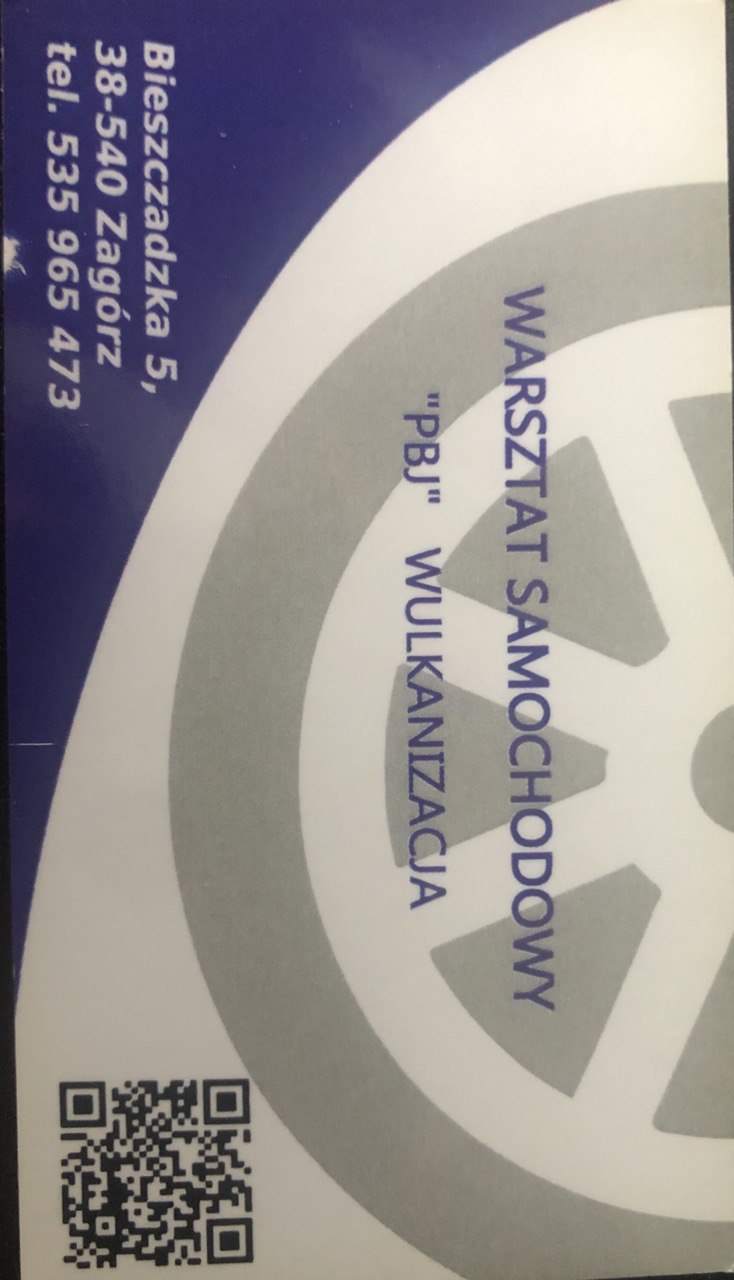 WARSZTAT SAMOCHODOWY
"PBJ" WULKANIZACJA
Bieszczadzka 5,
38-540 Zagórz
tel. 535 965 473